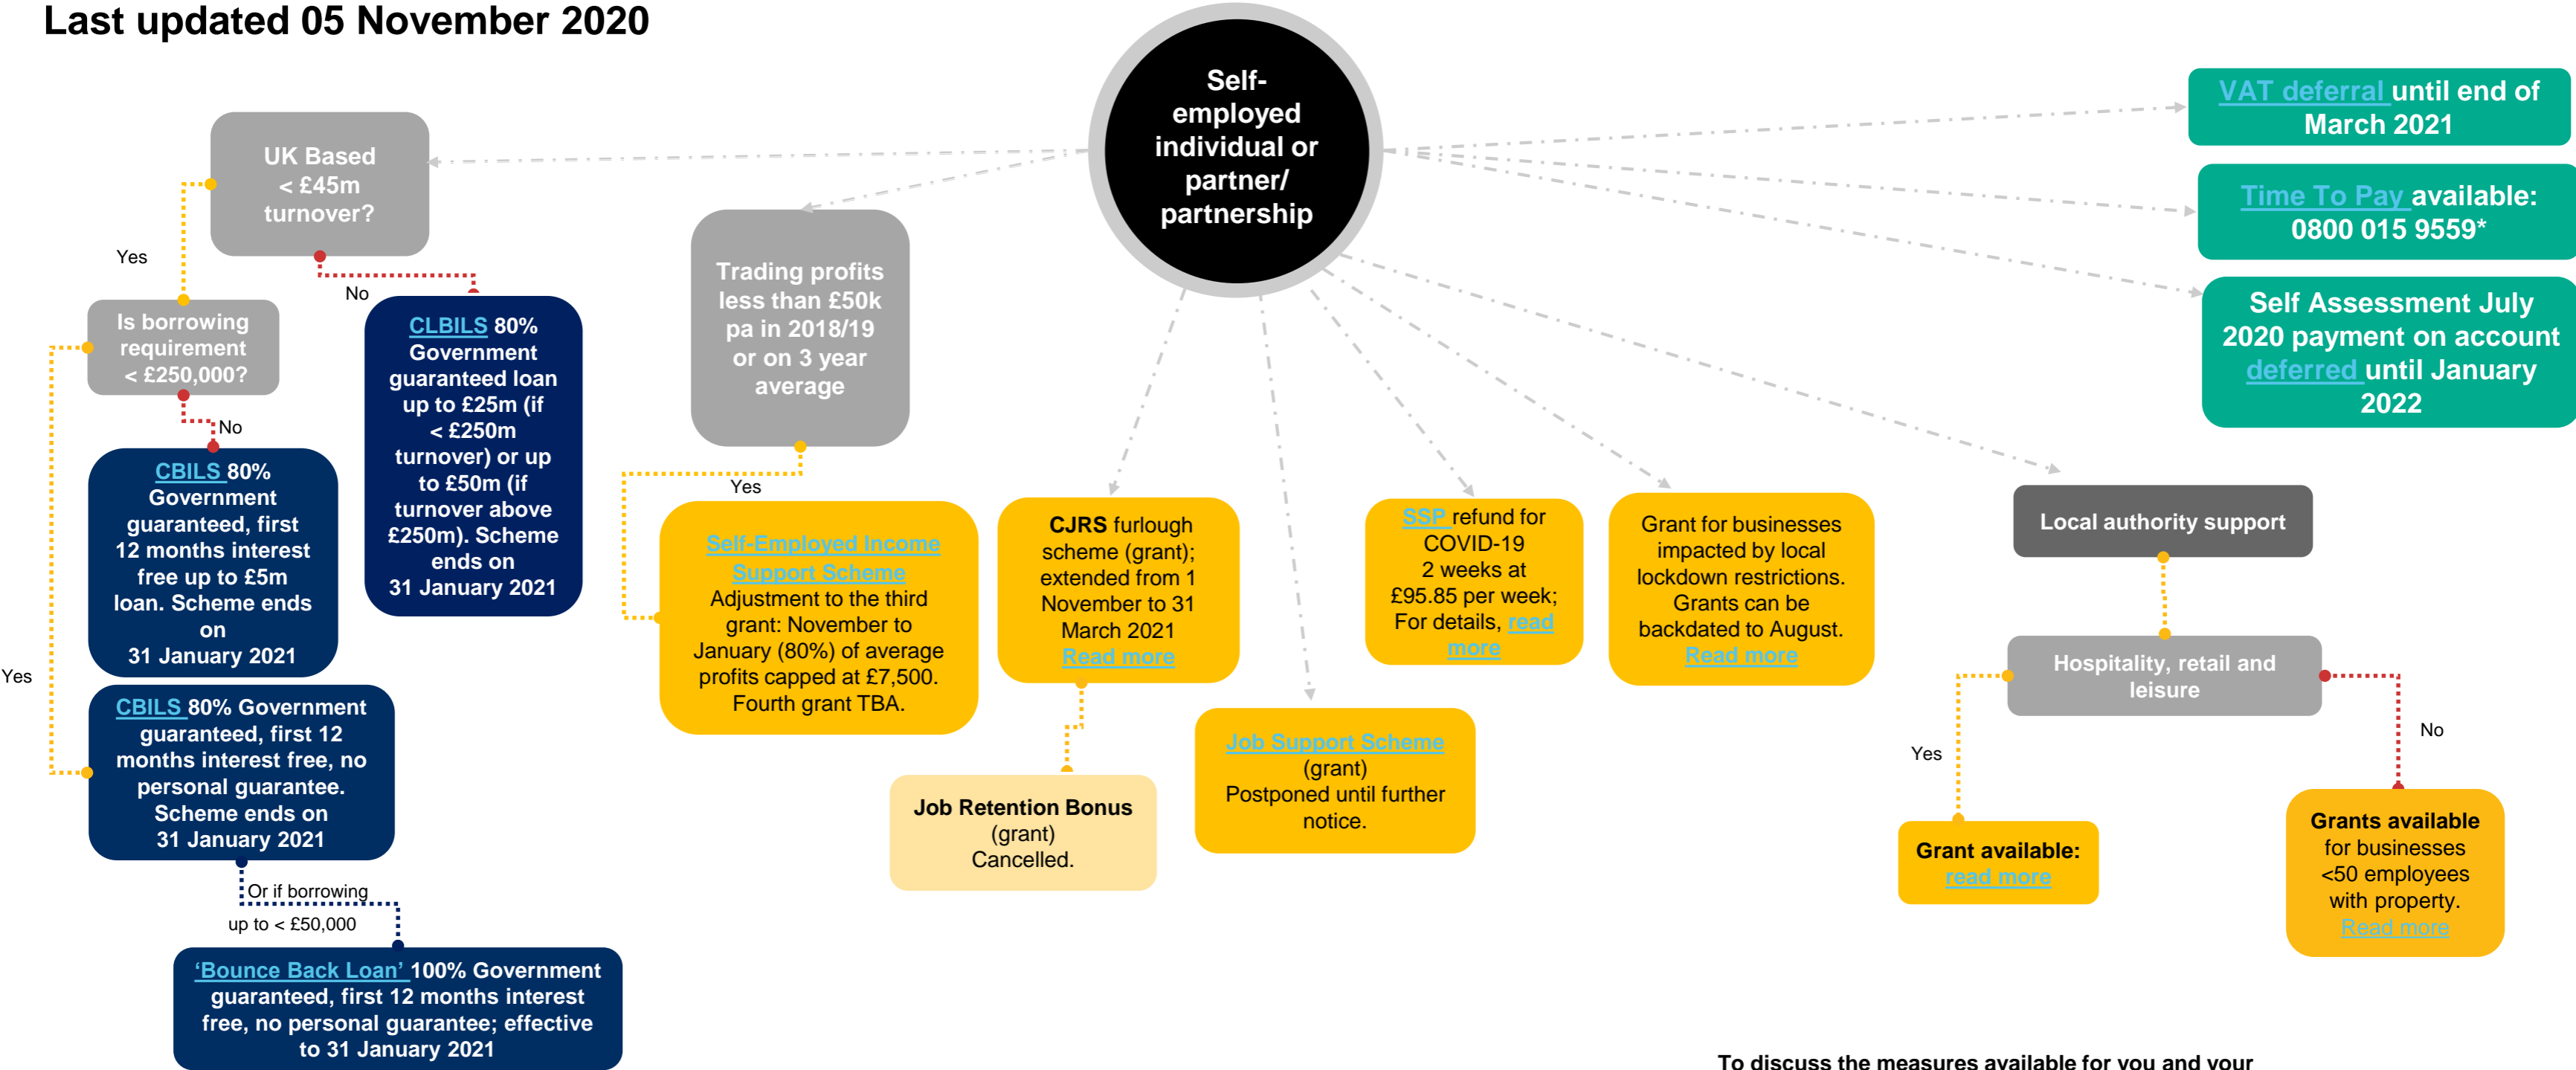 Last updated 05 November 2020
Self-
employed
individual or
partner/
partnership
VAT deferral until end of
March 2021
Time To Pay available:
0800 015 9559*
Self Assessment July
2020 payment on account
deferred until January
2022
UK Based
< £45m
turnover?
Yes
No
Is borrowing
requirement
< £250,000?
No
Yes
CLBILS 80%
Government
guaranteed loan
up to £25m (if
< £250m
turnover) or up
to £50m (if
turnover above
£250m). Scheme
ends on
31 January 2021
CBILS 80%
Government
guaranteed, first
12 months interest
free up to £5m
loan. Scheme ends
on
31 January 2021
CBILS 80% Government
guaranteed, first 12
months interest free, no
personal guarantee.
Scheme ends on
31 January 2021
Or if borrowing
up to < £50,000
‘Bounce Back Loan’ 100% Government
guaranteed, first 12 months interest
free, no personal guarantee; effective
to 31 January 2021
Trading profits
less than £50k
pa in 2018/19
or on 3 year
average
Yes
Self-Employed Income
Support Scheme
Adjustment to the third
grant: November to
January (80%) of average
profits capped at £7,500.
Fourth grant TBA.
CJRS furlough
scheme (grant);
extended from 1
November to 31
March 2021
Read more
Job Retention Bonus
(grant)
Cancelled.
Job Support Scheme
(grant)
Postponed until further
notice.
SSP refund for
COVID-19
2 weeks at
£95.85 per week;
For details, read
more
Grant for businesses
impacted by local
lockdown restrictions.
Grants can be
backdated to August.
Read more
Local authority support
Hospitality, retail and
leisure
Yes
No
Grant available:
read more
Grants available
for businesses
<50 employees
with property.
Read more
To discuss the measures available for you and your